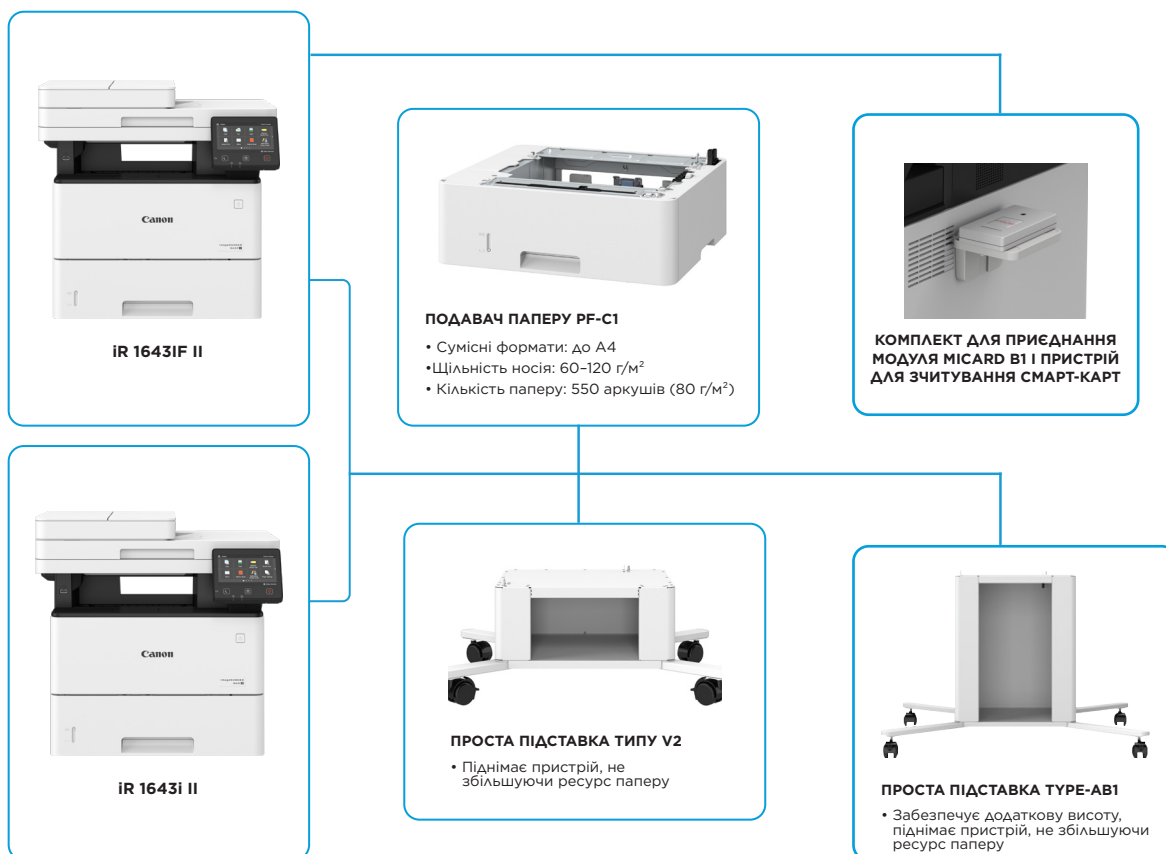 Canon
iR 1643IF II
ПОДАВАЧ ПАПЕРУ PF-C1
• Сумісні формати: до A4
•Щільність носія: 60–120 г/м²
• Кількість паперу: 550 аркушів (80 г/м²)
КОМПЛЕКТ ДЛЯ ПРИЄДНАННЯ
МОДУЛЯ MICARD B1 І ПРИСТРІЙ
ДЛЯ ЗЧИТУВАННЯ СМАРТ-КАРТ
Canon
iR 1643i II
ПРОСТА ПІДСТАВКА ТИПУ V2
• Піднімає пристрій, не
збільшуючи ресурс паперу
ПРОСТА ПІДСТАВКА TYPE-AB1
• Забезпечує додаткову висоту,
піднімає пристрій, не збільшуючи
ресурс паперу